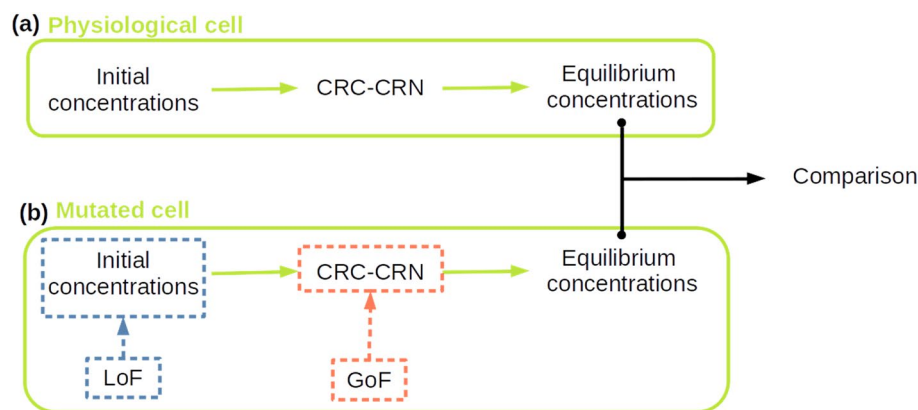 (a) Physiological cell
Initial
concentrations
CRC-CRN
Equilibrium
concentrations
Comparison
(b) Mutated cell
Initial
concentrations
CRC-CRN
Equilibrium
concentrations
LoF
GoF